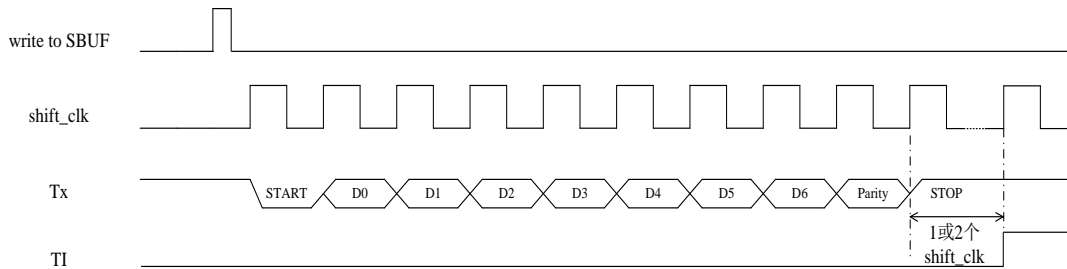 write to SBUF
shift_clk
Tx
START D0 D1 D2 D3 D4 D5 D6 Parity STOP
1或2个
shift_clk
TI